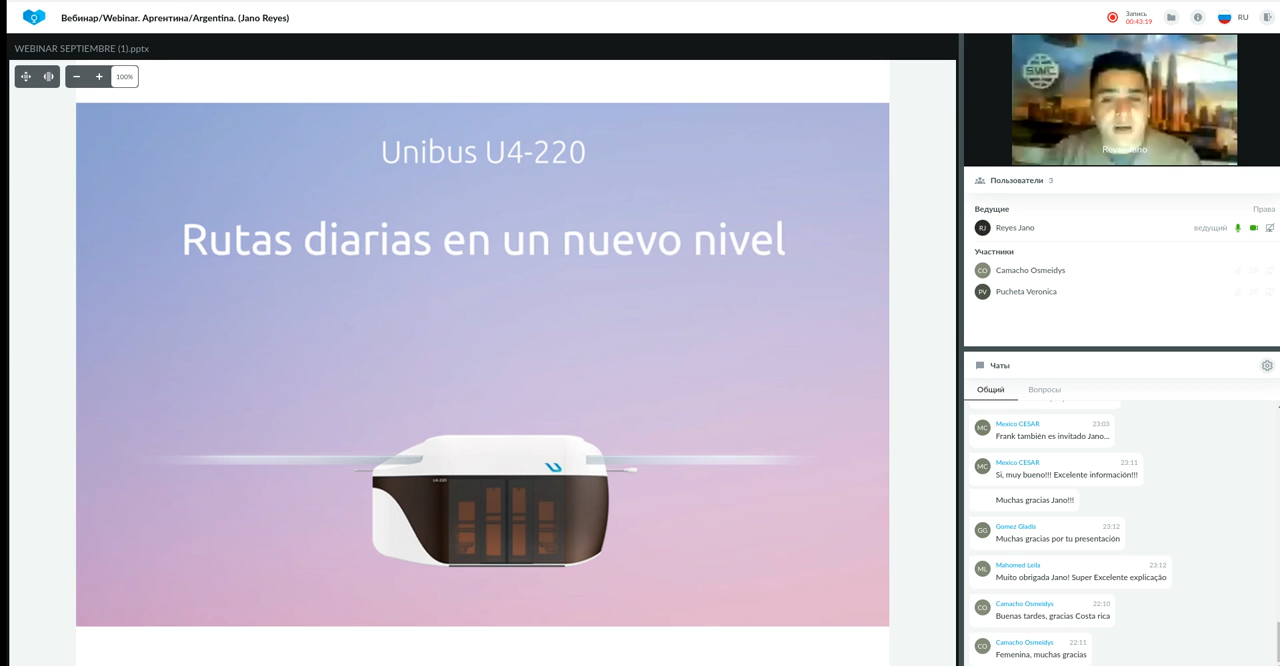 Вебинар/Webinar. Аргентина/Argentina. (Jano Reyes)
Запись
00:43:19
RU
WEBINAR SEPTIEMBRE (1).pptx
100%
Unibus U4-220
Rutas diarias en un nuevo nivel
U4-220
SWC
Reyes Jano
Пользователи 3
Ведущие Права
RJ Reyes Jano ведущий
Участники
CO Camacho Osmeidys
PV Pucheta Veronica
Чаты
Общий Вопросы
MC Mexico CESAR 23:03
Frank también es invitado Jano...
MC Mexico CESAR 23:11
Si, muy bueno!!! Excelente información!!!
Muchas gracias Jano!!!
GG Gomez Gladis 23:12
Muchas gracias por tu presentación
ML Mahomed Leila 23:12
Muito obrigada Jano! Super Excelente explicação
CO Camacho Osmeidys 22:10
Buenas tardes, gracias Costa rica
CO Camacho Osmeidys 22:11
Femenina, muchas gracias